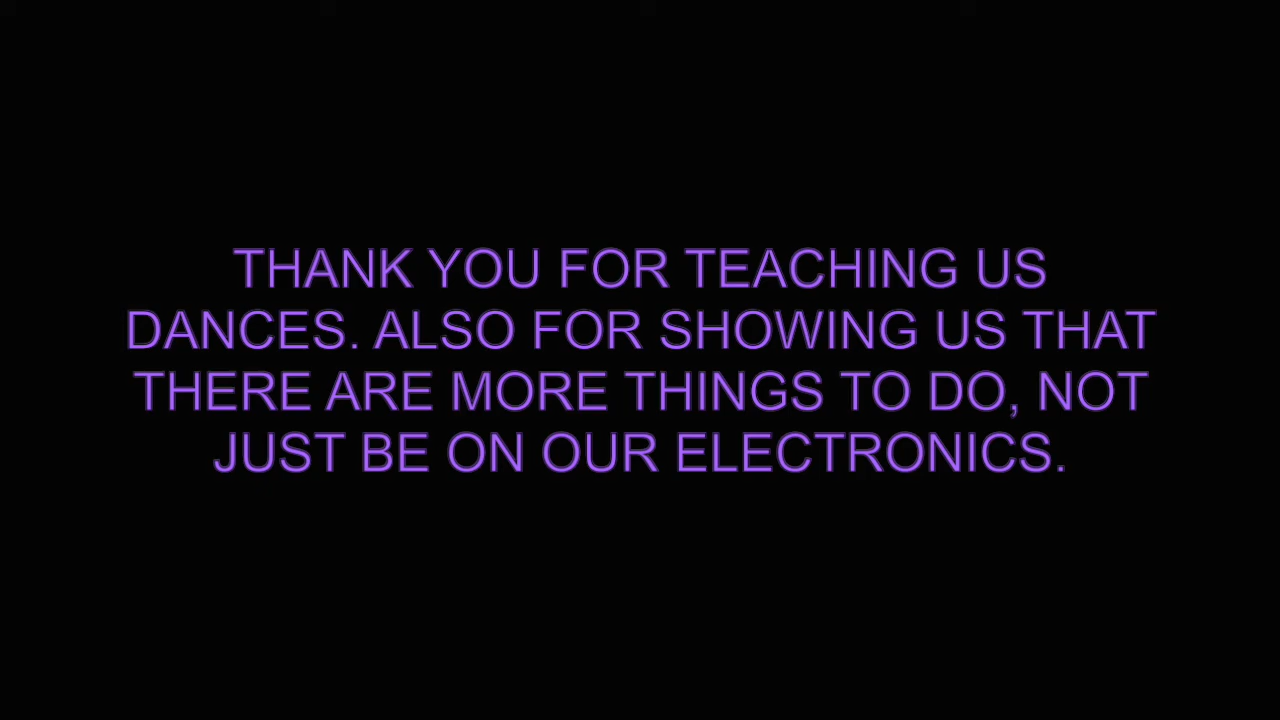 THANK YOU FOR TEACHING US
DANCES. ALSO FOR SHOWING US THAT
THERE ARE MORE THINGS TO DO, NOT
JUST BE ON OUR ELECTRONICS.